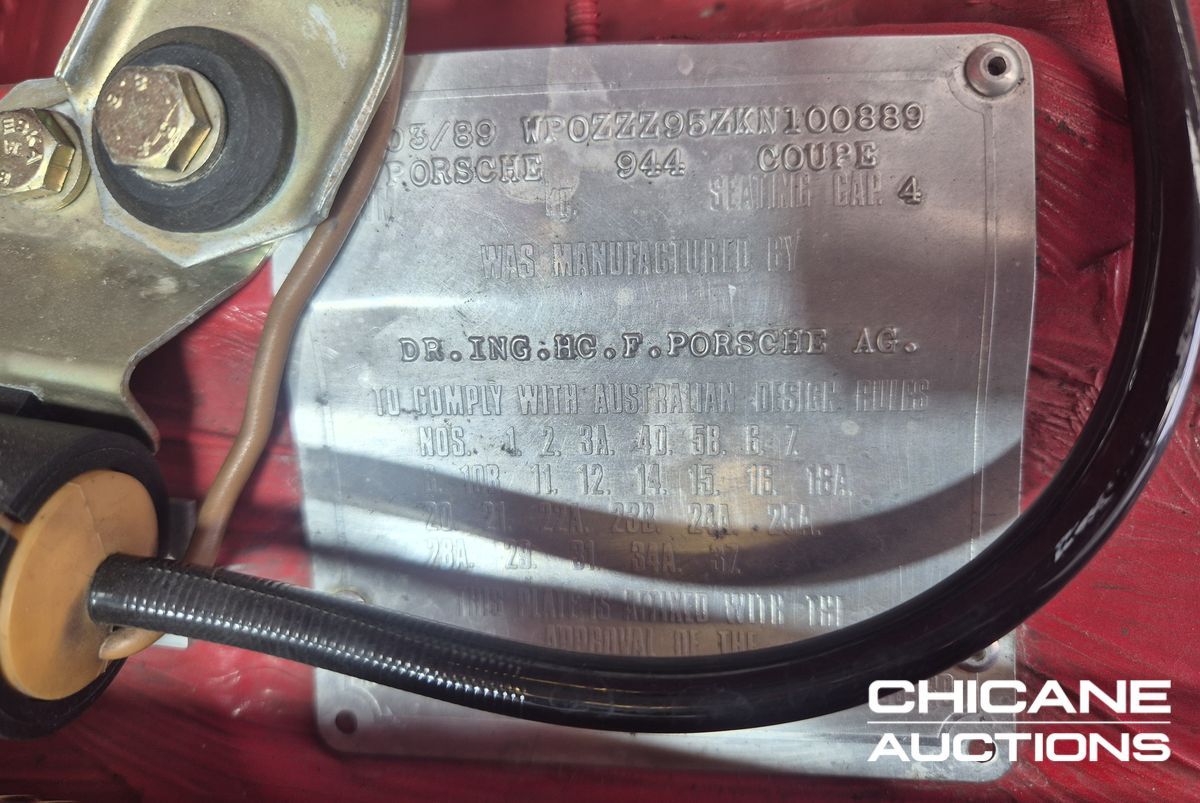 03/89 WP0ZZZ95ZKN100889
PORSCHE 944 COUPE
SEATING CAP. 4
WAS MANUFACTURED BY
DR.ING.HC.F.PORSCHE AG.
TO COMPLY WITH AUSTRALIAN DESIGN RULES
NOS. 1. 2. 3A. 4D. 5B. 6. 7.
10B. 11. 12. 14. 15. 16. 18A.
20. 21. 22A. 23B. 24A. 25A.
28A. 29. 31. 34A. 37.
THIS PLATE IS AFFIXED WITH THE
APPROVAL OF THE
CHICANE
AUCTIONS